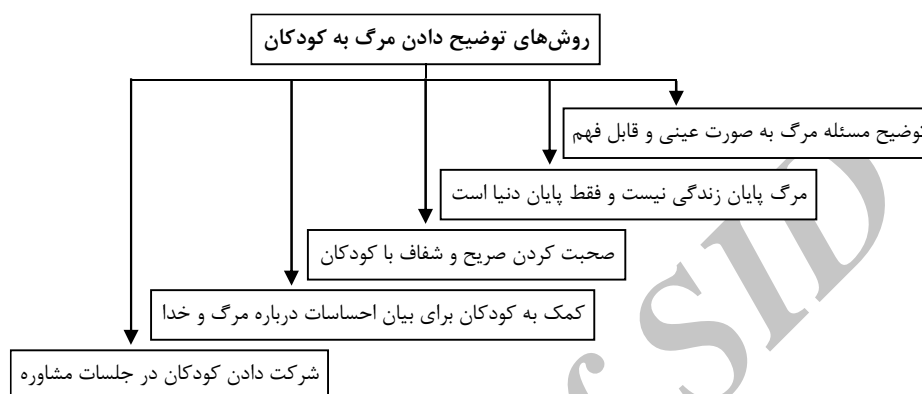 روش‌های توضیح دادن مرگ به کودکان
توضیح مسئله مرگ به صورت عینی و قابل فهم
مرگ پایان زندگی نیست و فقط پایان دنیا است
صحبت کردن صریح و شفاف با کودکان
کمک به کودکان برای بیان احساسات درباره مرگ و خدا
شرکت دادن کودکان در جلسات مشاوره
of SID